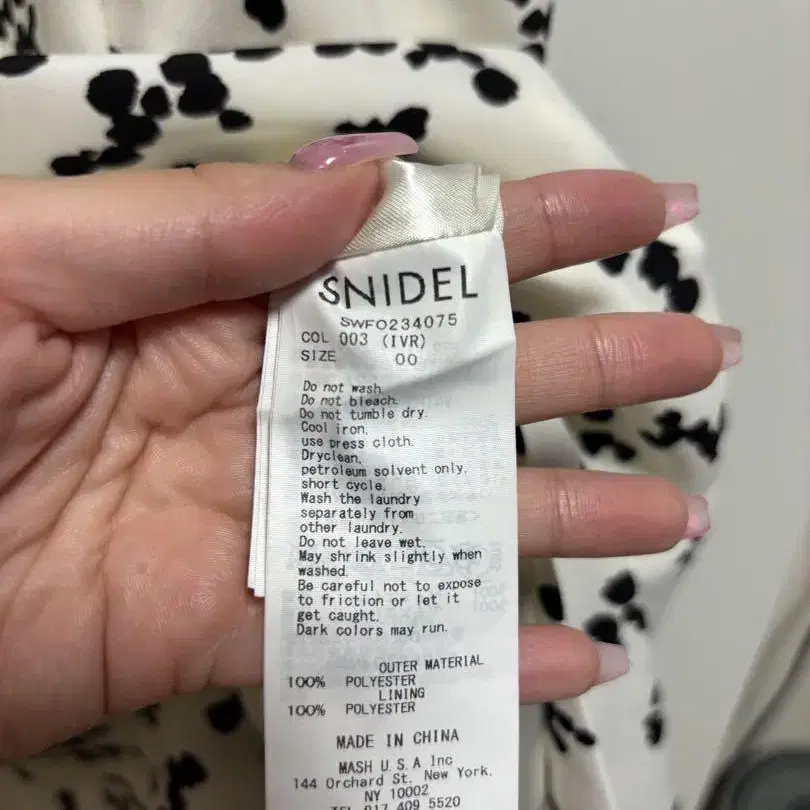 SNIDEL
SWFO234075
COL 003 (IVR)
SIZE 00
Do not wash.
Do not bleach.
Do not tumble dry.
Cool iron.
use press cloth.
Dryclean,
petroleum solvent only.
short cycle.
Wash the laundry
separately from
other laundry.
Do not leave wet.
May shrink slightly when
washed.
Be careful not to expose
to friction or let it
get caught.
Dark colors may run.
OUTER MATERIAL
100% POLYESTER
LINING
100% POLYESTER
MADE IN CHINA
MASH U.S.A Inc
144 Orchard St. New York.
NY 10002
TEL 917 409 5520